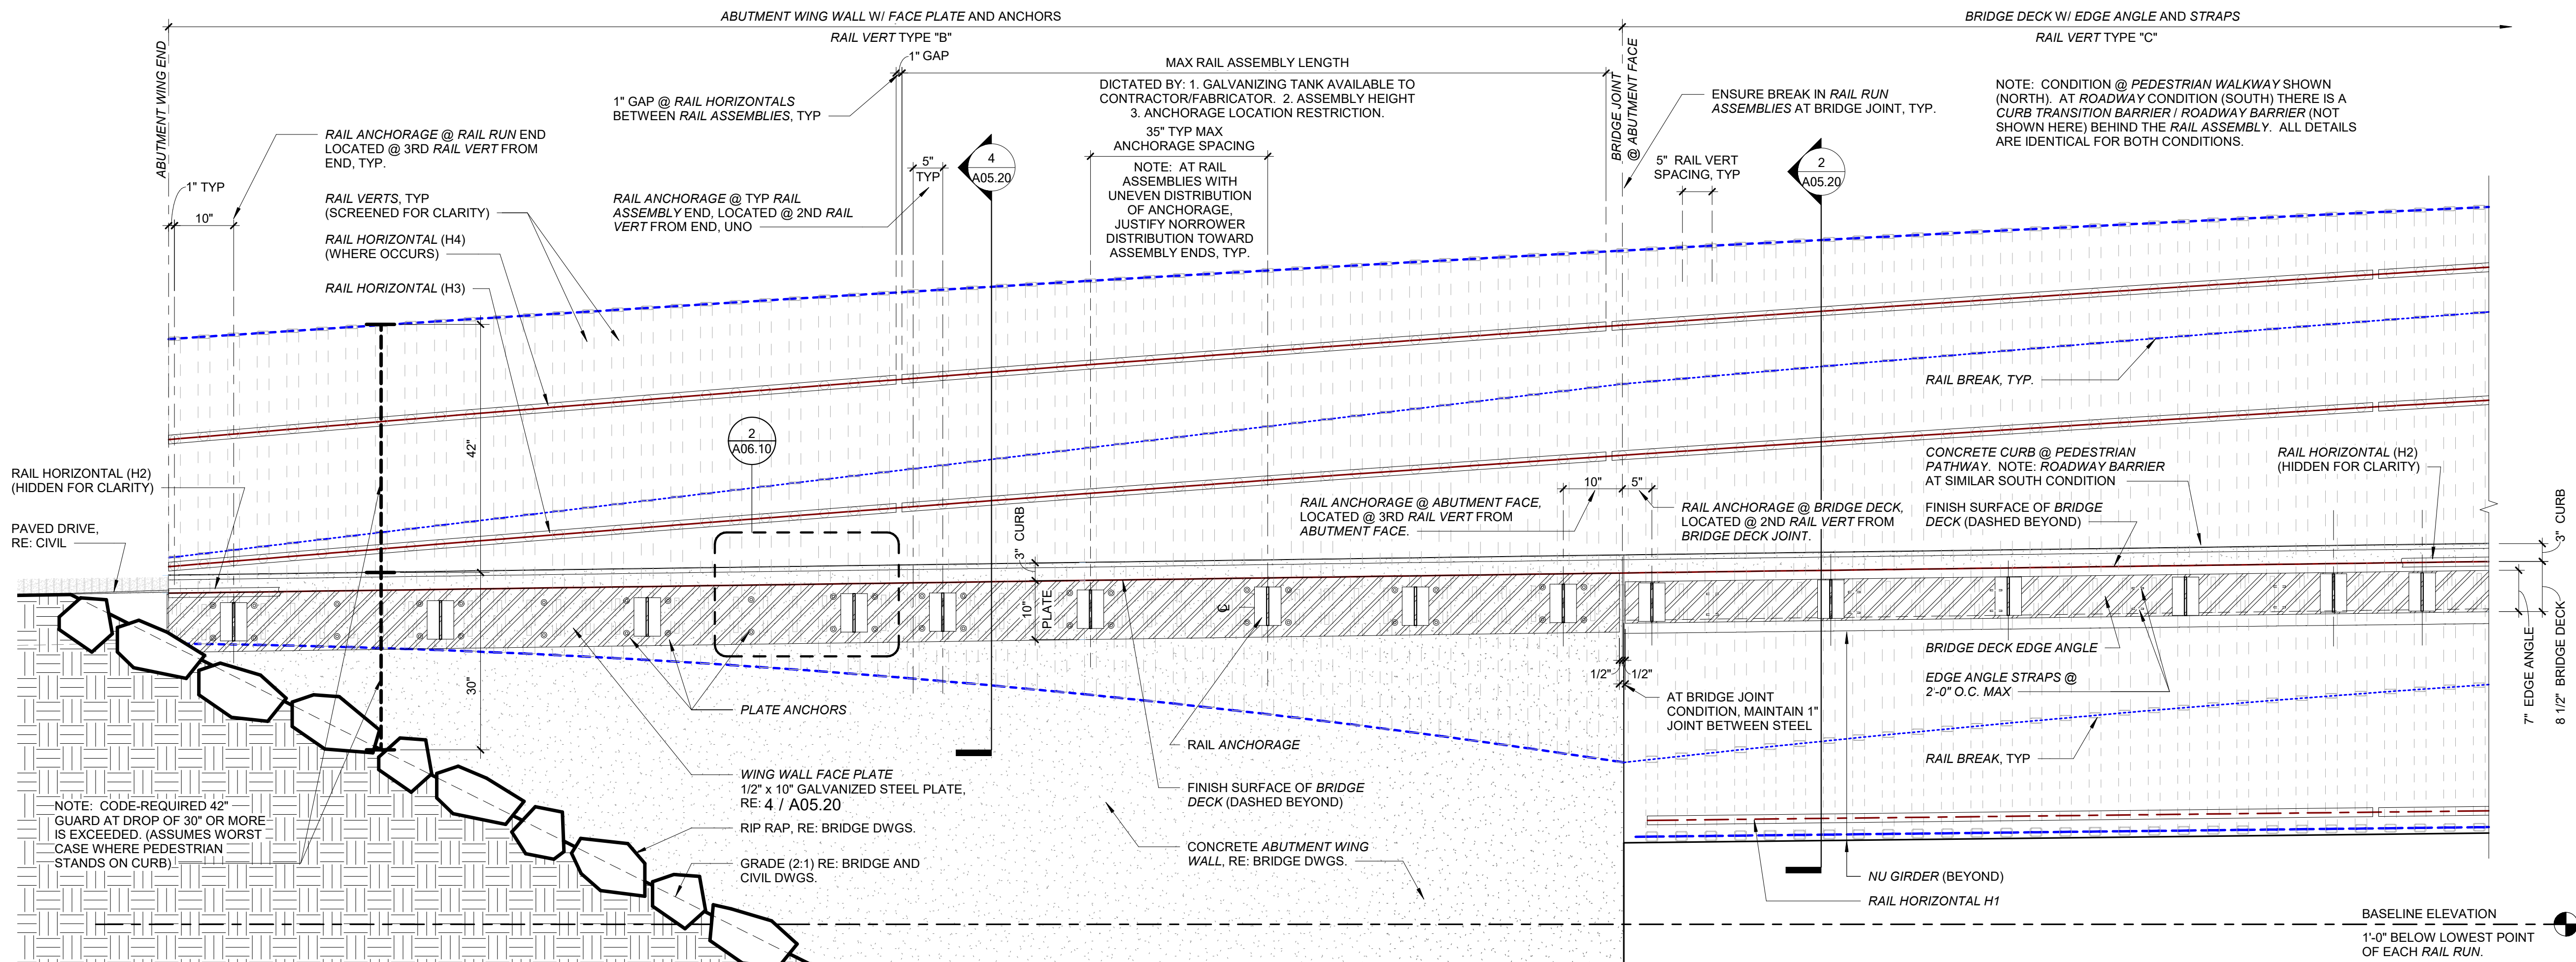 ABUTMENT WING WALL W/ FACE PLATE AND ANCHORS
RAIL VERT TYPE "B"
BRIDGE DECK W/ EDGE ANGLE AND STRAPS
RAIL VERT TYPE "C"
ABUTMENT WING END
1" GAP
MAX RAIL ASSEMBLY LENGTH
DICTATED BY: 1. GALVANIZING TANK AVAILABLE TO
CONTRACTOR/FABRICATOR. 2. ASSEMBLY HEIGHT
3. ANCHORAGE LOCATION RESTRICTION.
BRIDGE JOINT
@ ABUTMENT FACE
1" GAP @ RAIL HORIZONTALS
BETWEEN RAIL ASSEMBLIES, TYP
ENSURE BREAK IN RAIL RUN
ASSEMBLIES AT BRIDGE JOINT, TYP.
NOTE: CONDITION @ PEDESTRIAN WALKWAY SHOWN
(NORTH). AT ROADWAY CONDITION (SOUTH) THERE IS A
CURB TRANSITION BARRIER / ROADWAY BARRIER (NOT
SHOWN HERE) BEHIND THE RAIL ASSEMBLY. ALL DETAILS
ARE IDENTICAL FOR BOTH CONDITIONS.
RAIL ANCHORAGE @ RAIL RUN END
LOCATED @ 3RD RAIL VERT FROM
END, TYP.
35" TYP MAX
ANCHORAGE SPACING
NOTE: AT RAIL
ASSEMBLIES WITH
UNEVEN DISTRIBUTION
OF ANCHORAGE,
JUSTIFY NORROWER
DISTRIBUTION TOWARD
ASSEMBLY ENDS, TYP.
5"
TYP
4
A05.20
5" RAIL VERT
SPACING, TYP
2
A05.20
1" TYP
10"
RAIL VERTS, TYP
(SCREENED FOR CLARITY)
RAIL ANCHORAGE @ TYP RAIL
ASSEMBLY END, LOCATED @ 2ND RAIL
VERT FROM END, UNO
RAIL HORIZONTAL (H4)
(WHERE OCCURS)
RAIL HORIZONTAL (H3)
RAIL BREAK, TYP.
42"
2
A06.10
RAIL HORIZONTAL (H2)
(HIDDEN FOR CLARITY)
PAVED DRIVE,
RE: CIVIL
3" CURB
RAIL ANCHORAGE @ ABUTMENT FACE,
LOCATED @ 3RD RAIL VERT FROM
ABUTMENT FACE.
10"
5"
RAIL ANCHORAGE @ BRIDGE DECK,
LOCATED @ 2ND RAIL VERT FROM
BRIDGE DECK JOINT.
CONCRETE CURB @ PEDESTRIAN
PATHWAY. NOTE: ROADWAY BARRIER
AT SIMILAR SOUTH CONDITION
FINISH SURFACE OF BRIDGE
DECK (DASHED BEYOND)
RAIL HORIZONTAL (H2)
(HIDDEN FOR CLARITY)
3" CURB
10"
PLATE
CL
30"
1/2"
1/2"
BRIDGE DECK EDGE ANGLE
EDGE ANGLE STRAPS @
2'-0" O.C. MAX
7" EDGE ANGLE
8 1/2" BRIDGE DECK
PLATE ANCHORS
AT BRIDGE JOINT
CONDITION, MAINTAIN 1"
JOINT BETWEEN STEEL
RAIL ANCHORAGE
RAIL BREAK, TYP
WING WALL FACE PLATE
1/2" x 10" GALVANIZED STEEL PLATE,
RE: 4 / A05.20
FINISH SURFACE OF BRIDGE
DECK (DASHED BEYOND)
NOTE: CODE-REQUIRED 42"
GUARD AT DROP OF 30" OR MORE
IS EXCEEDED. (ASSUMES WORST
CASE WHERE PEDESTRIAN
STANDS ON CURB)
RIP RAP, RE: BRIDGE DWGS.
GRADE (2:1) RE: BRIDGE AND
CIVIL DWGS.
CONCRETE ABUTMENT WING
WALL, RE: BRIDGE DWGS.
NU GIRDER (BEYOND)
RAIL HORIZONTAL H1
BASELINE ELEVATION
1'-0" BELOW LOWEST POINT
OF EACH RAIL RUN.